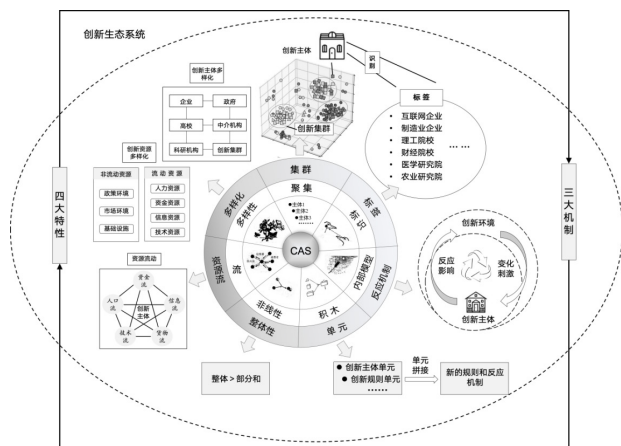 创新生态系统
创新主体
识别
创新主体多样化
企业 政府
高校 中介机构
科研机构 创新集群
创新集群
标签
• 互联网企业
• 制造业企业
• 理工院校
• 财经院校
• 医学研究院
• 农业研究院
……
创新资源多样化
非流动资源
政策环境
市场环境
基础设施
流动资源
人力资源
资金资源
信息资源
技术资源
四大特性
三大机制
集群
标签
反应机制
单元
整体性
资源流
多样化
聚集
标识
内部模型
积木
非线性
流
多样性
•主体1
•主体2
•主体3
……
CAS
资源流动
资金流
人口流
信息流
技术流
货物流
创新主体
创新环境
反应影响
变化刺激
创新主体
整体＞部分和
● 创新主体单元
● 创新规则单元
……
单元拼接
新的规则和反应机制